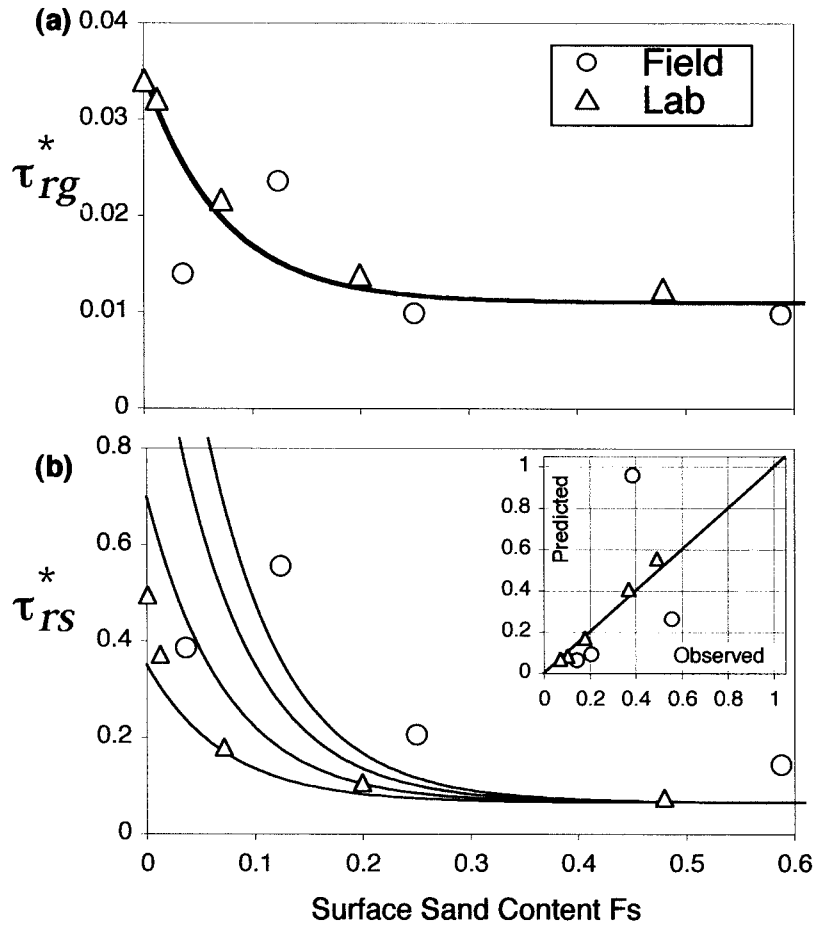 (a)
0.04
0.03
0.02
0.01
0
τ*rg
Field
Lab
(b)
0.8
0.6
0.4
0.2
0
τ*rs
1
0.8
0.6
0.4
0.2
0
Predicted
Observed
0 0.2 0.4 0.6 0.8 1
0 0.1 0.2 0.3 0.4 0.5 0.6
Surface Sand Content Fs